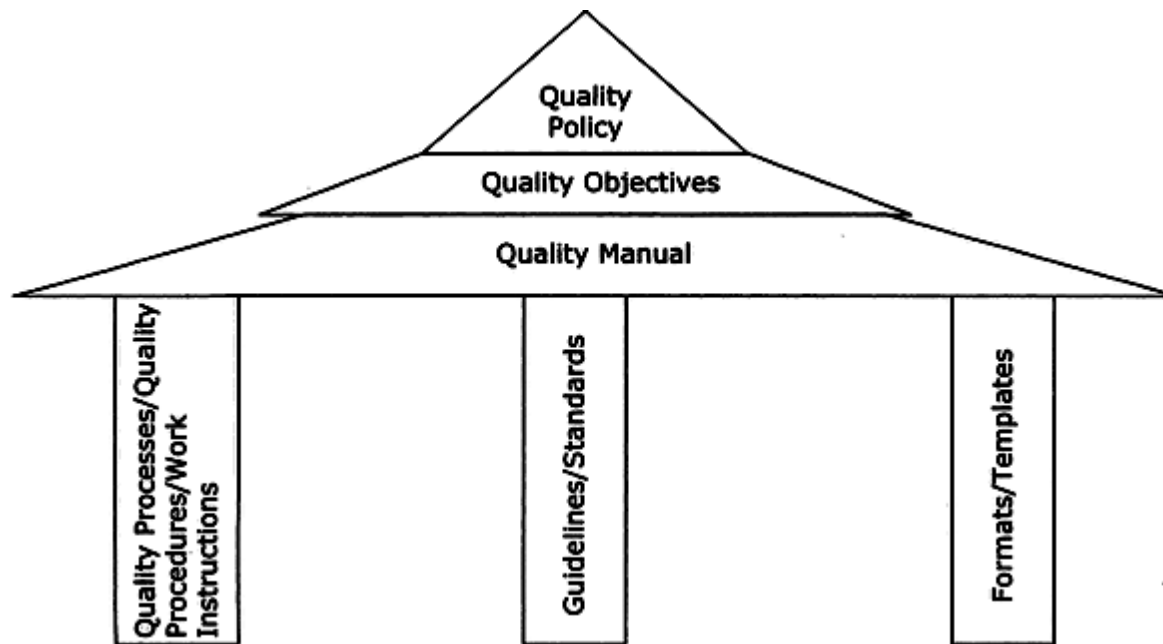 Quality
Policy
Quality Objectives
Quality Manual
Quality Processes/Quality
Procedures/Work
Instructions
Guidelines/Standards
Formats/Templates